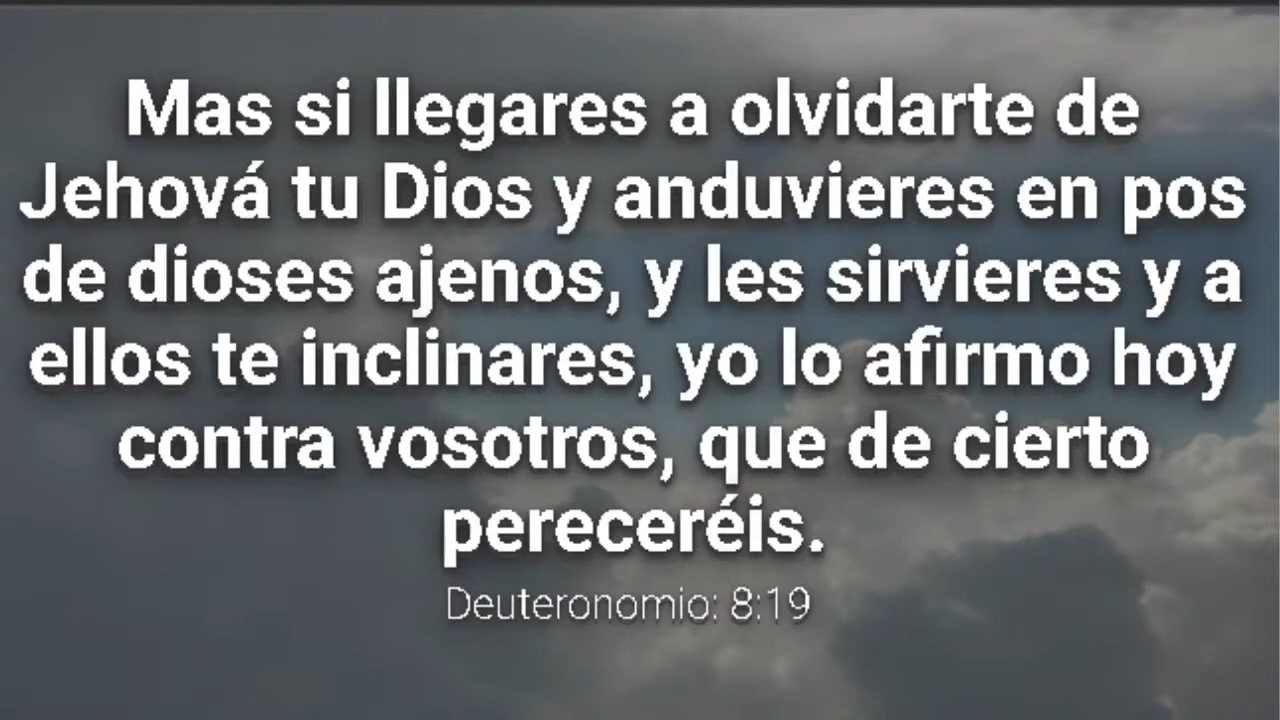 Mas si llegares a olvidarte de
Jehová tu Dios y anduvieres en pos
de dioses ajenos, y les sirvieres y a
ellos te inclinares, yo lo afirmo hoy
contra vosotros, que de cierto
pereceréis.
Deuteronomio: 8:19